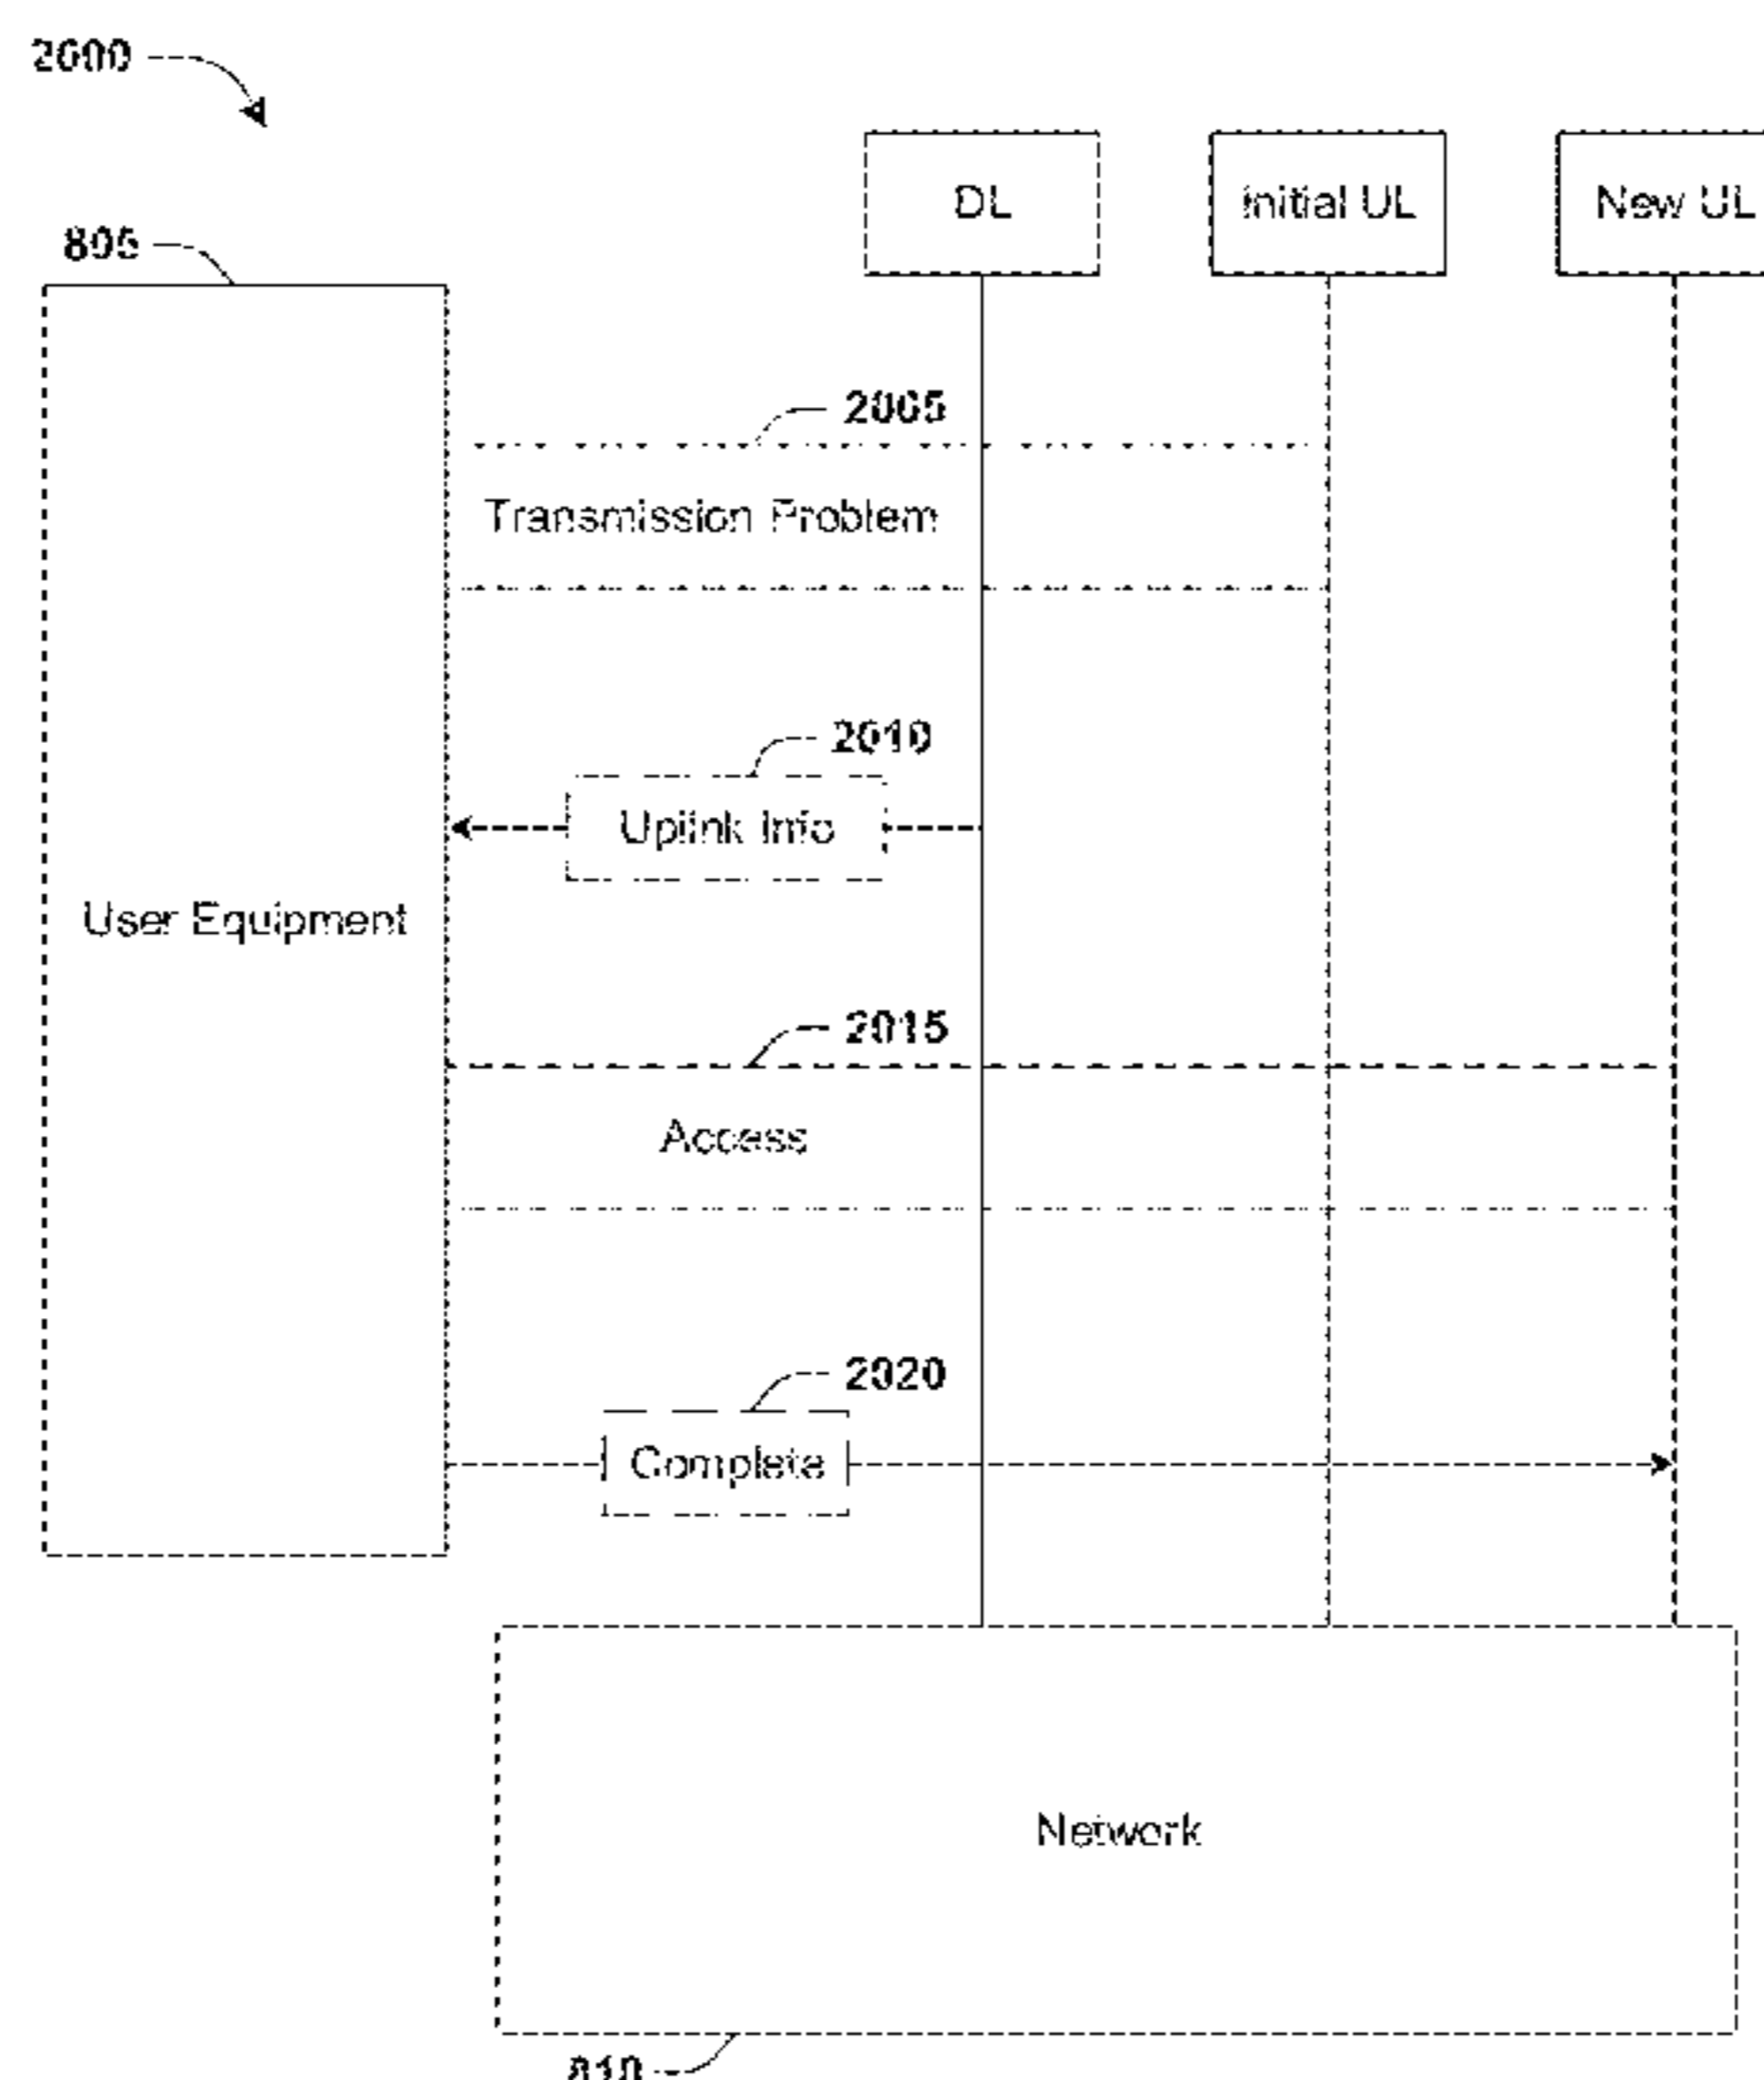 2000
DL
Initial UL
New UL
805
2005
Transmission Problem
2010
Uplink Info
User Equipment
2015
Access
2020
Complete
Network
810